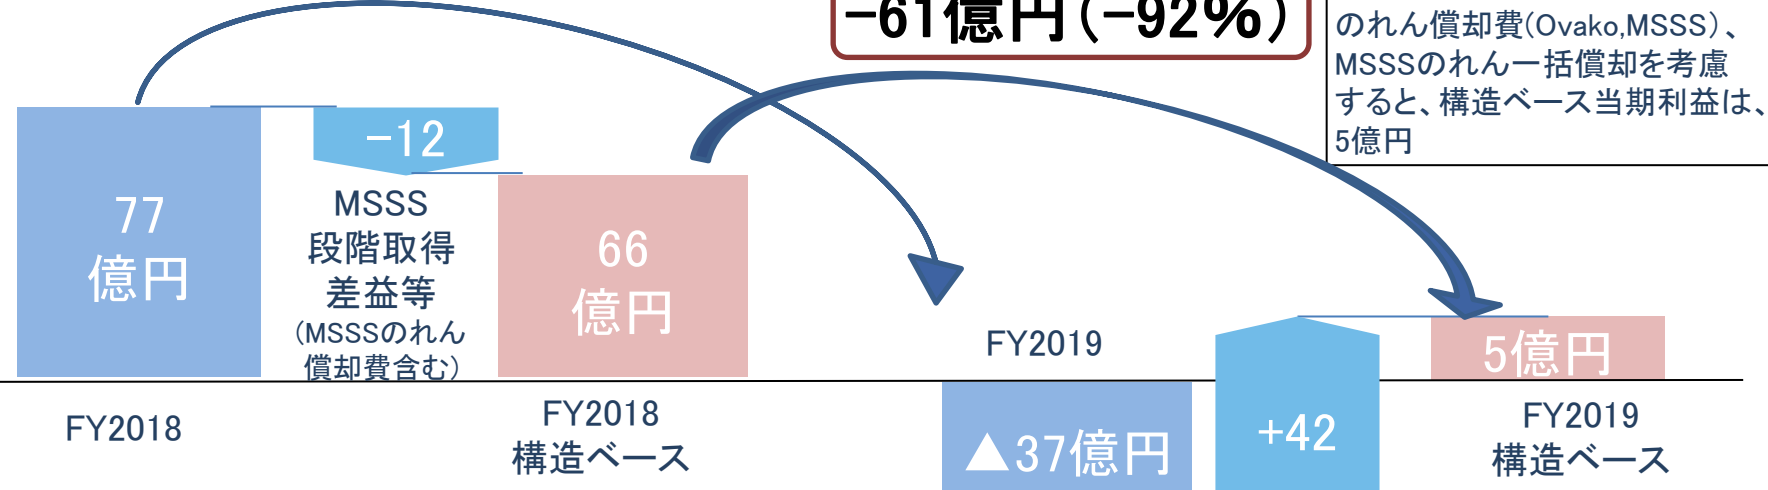 −61億円(−92%)
のれん償却費(Ovako,MSSS)、
MSSSのれん一括償却を考慮
すると、構造ベース当期利益は、
5億円
77
億円
−12
MSSS
段階取得
差益等
(MSSSのれん
償却費含む)
66
億円
FY2018
FY2018
構造ベース
FY2019
▲37億円
+42
5億円
FY2019
構造ベース